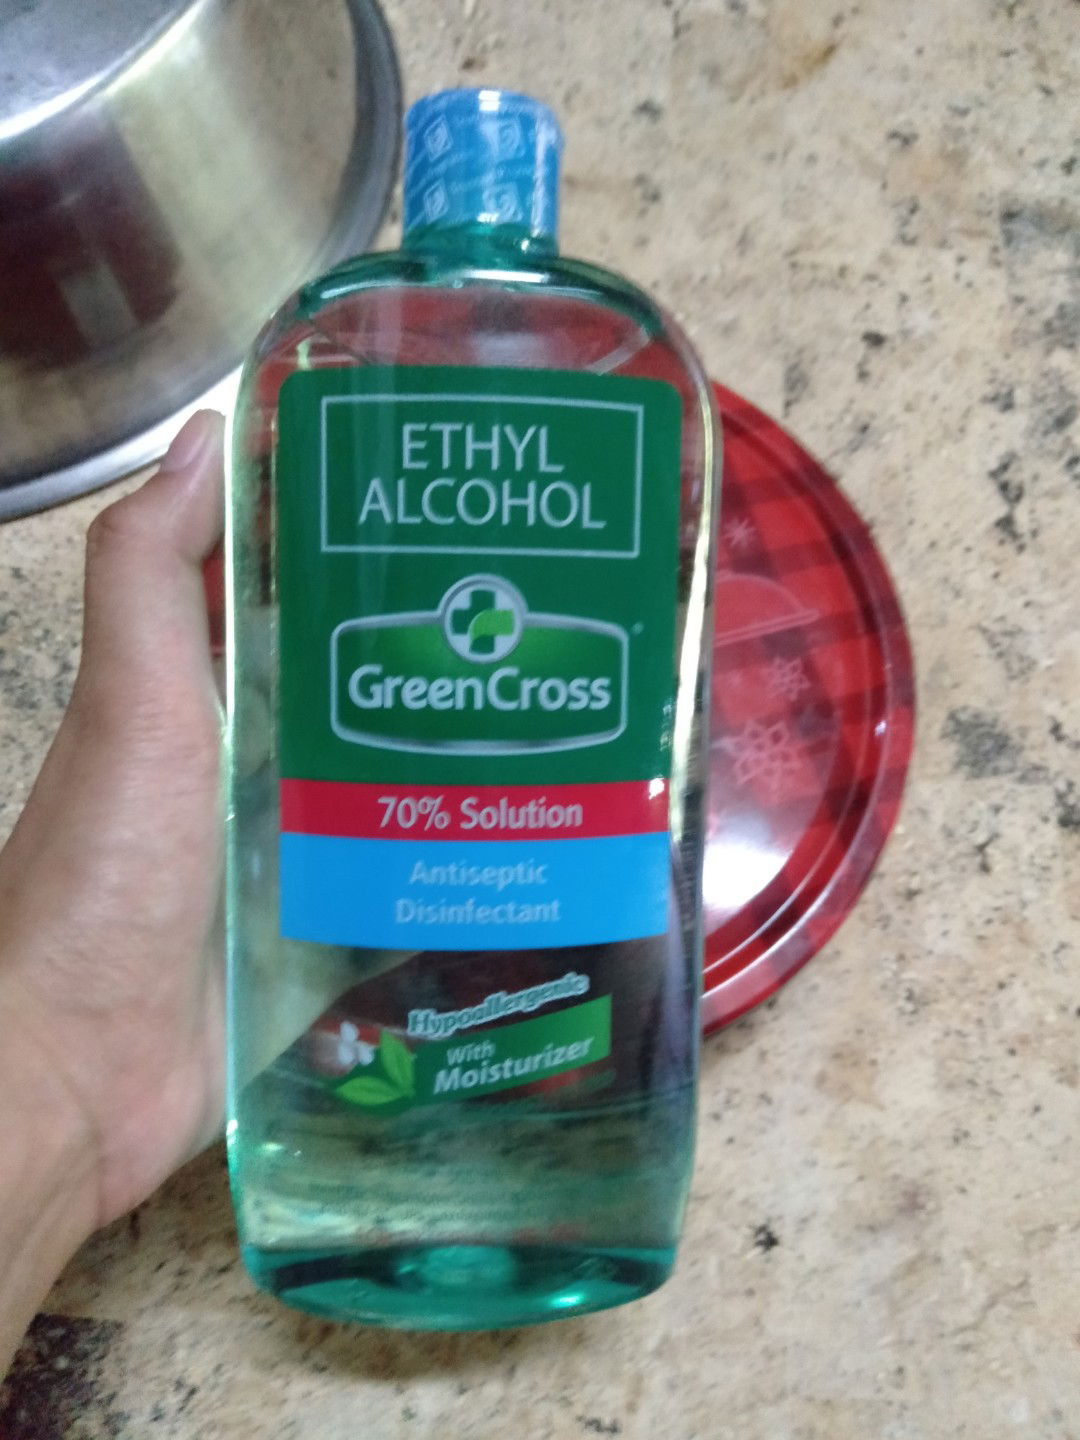 ETHYL
ALCOHOL
GreenCross
70% Solution
Antiseptic
Disinfectant
Hypoallergenic
With
Moisturizer